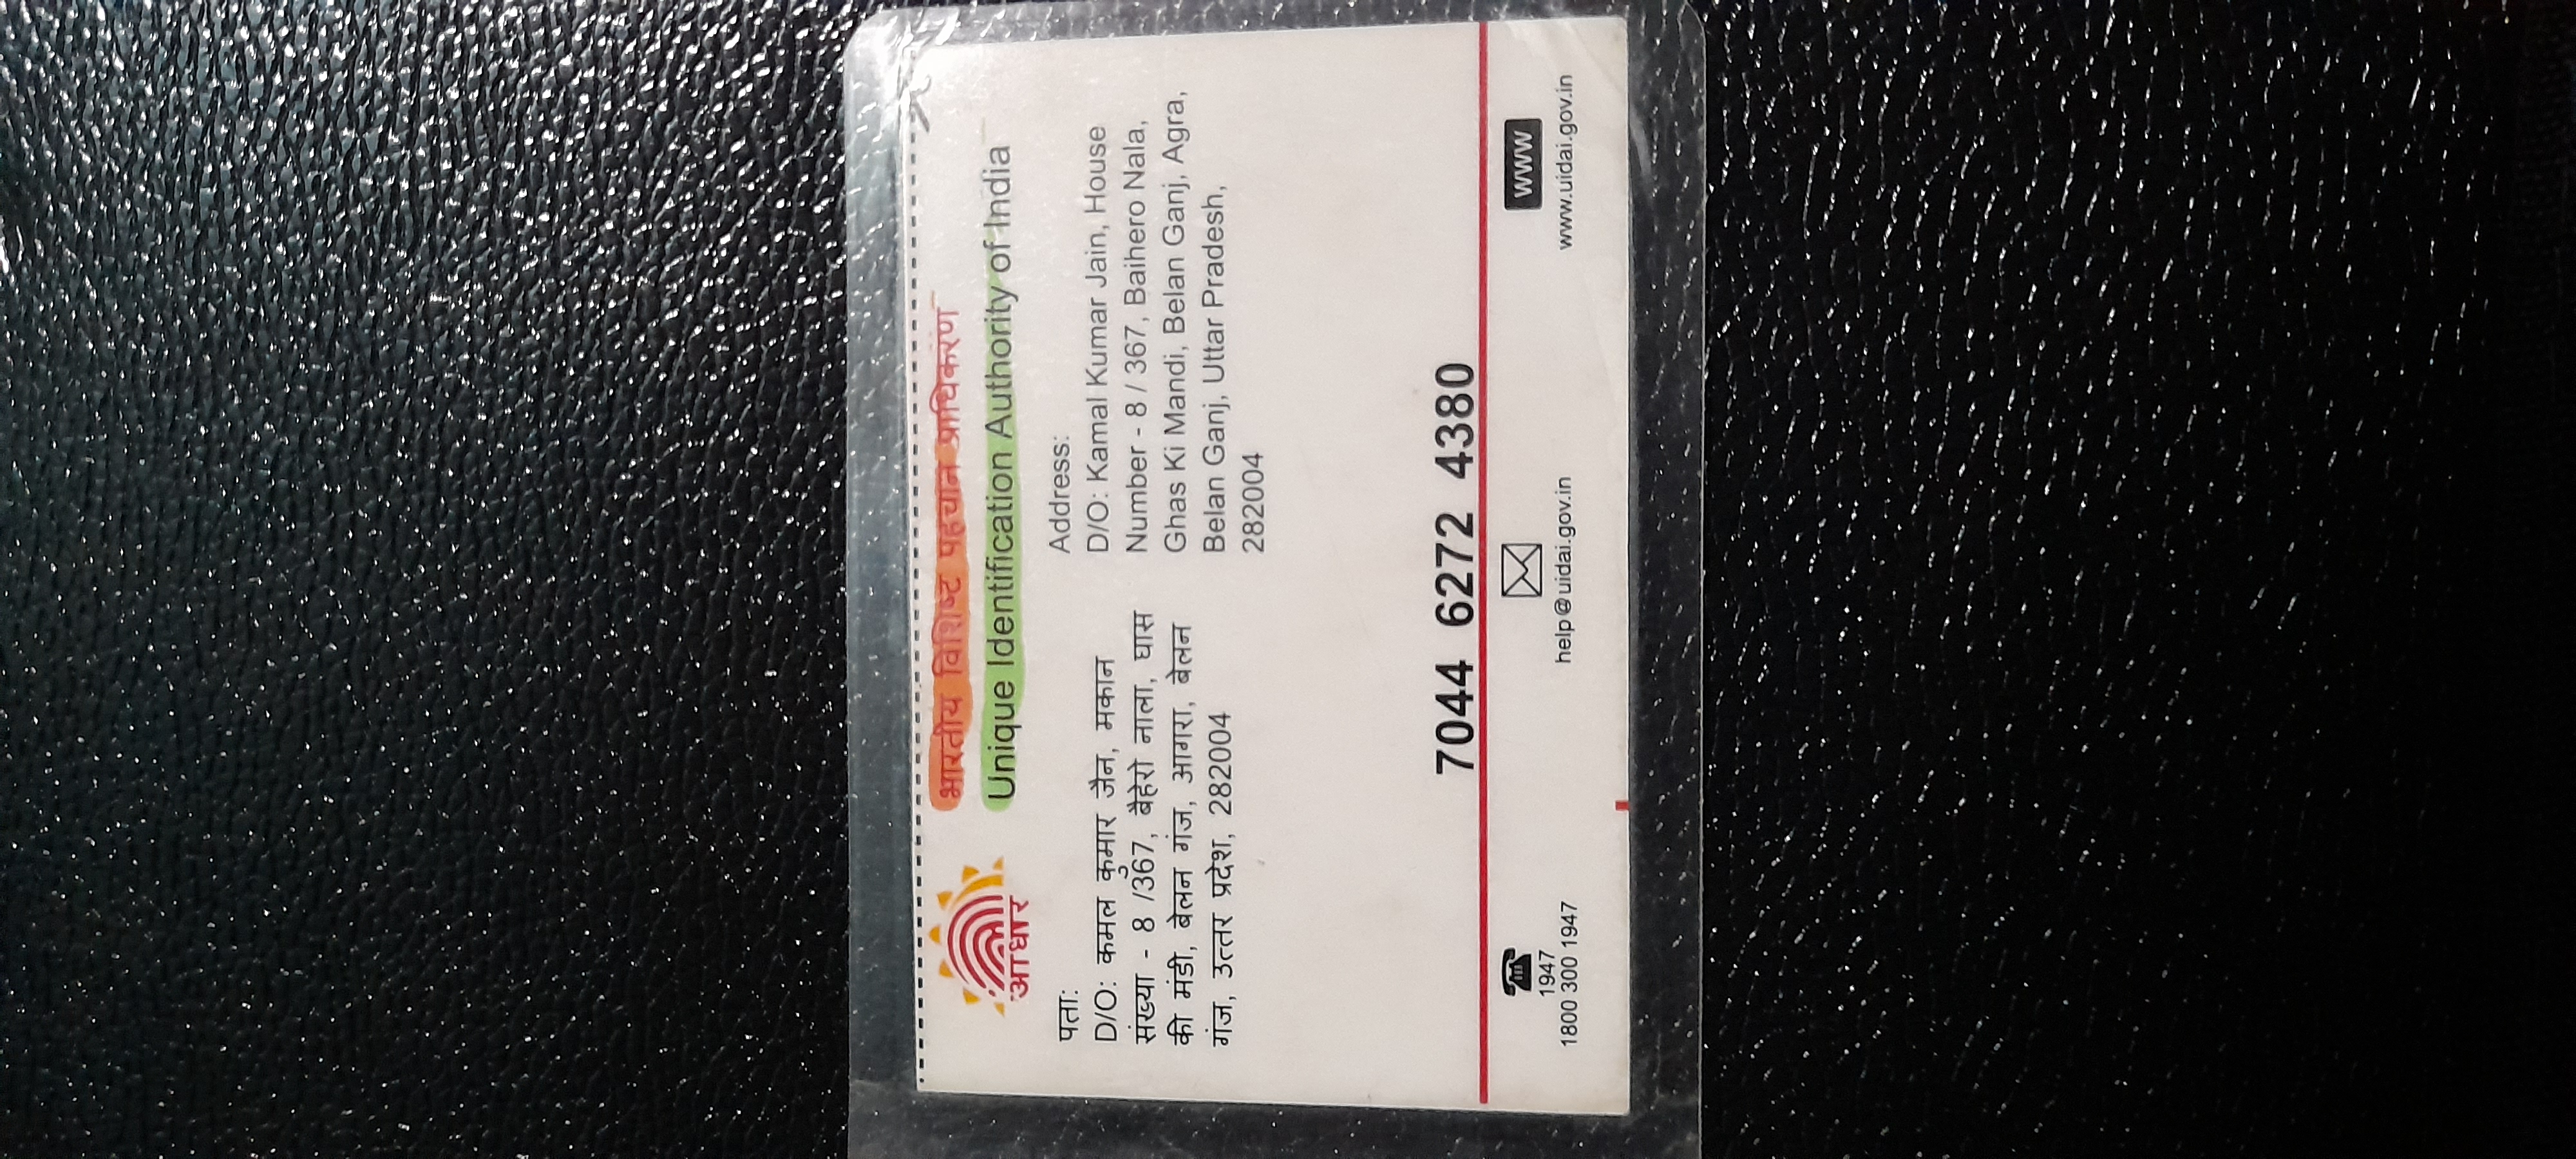 भारतीय विशिष्ट पहचान प्राधिकरण
Unique Identification Authority of India
आधार
पता:
D/O: कमल कुमार जैन, मकान
संख्या - 8 /367, बैहेरो नाला, घास
की मंडी, बेलन गंज, आगरा, बेलन
गंज, उत्तर प्रदेश, 282004
Address:
D/O: Kamal Kumar Jain, House
Number - 8 / 367, Baihero Nala,
Ghas Ki Mandi, Belan Ganj, Agra,
Belan Ganj, Uttar Pradesh,
282004
7044 6272 4380
1947
1800 300 1947
help@uidai.gov.in
WWW
www.uidai.gov.in